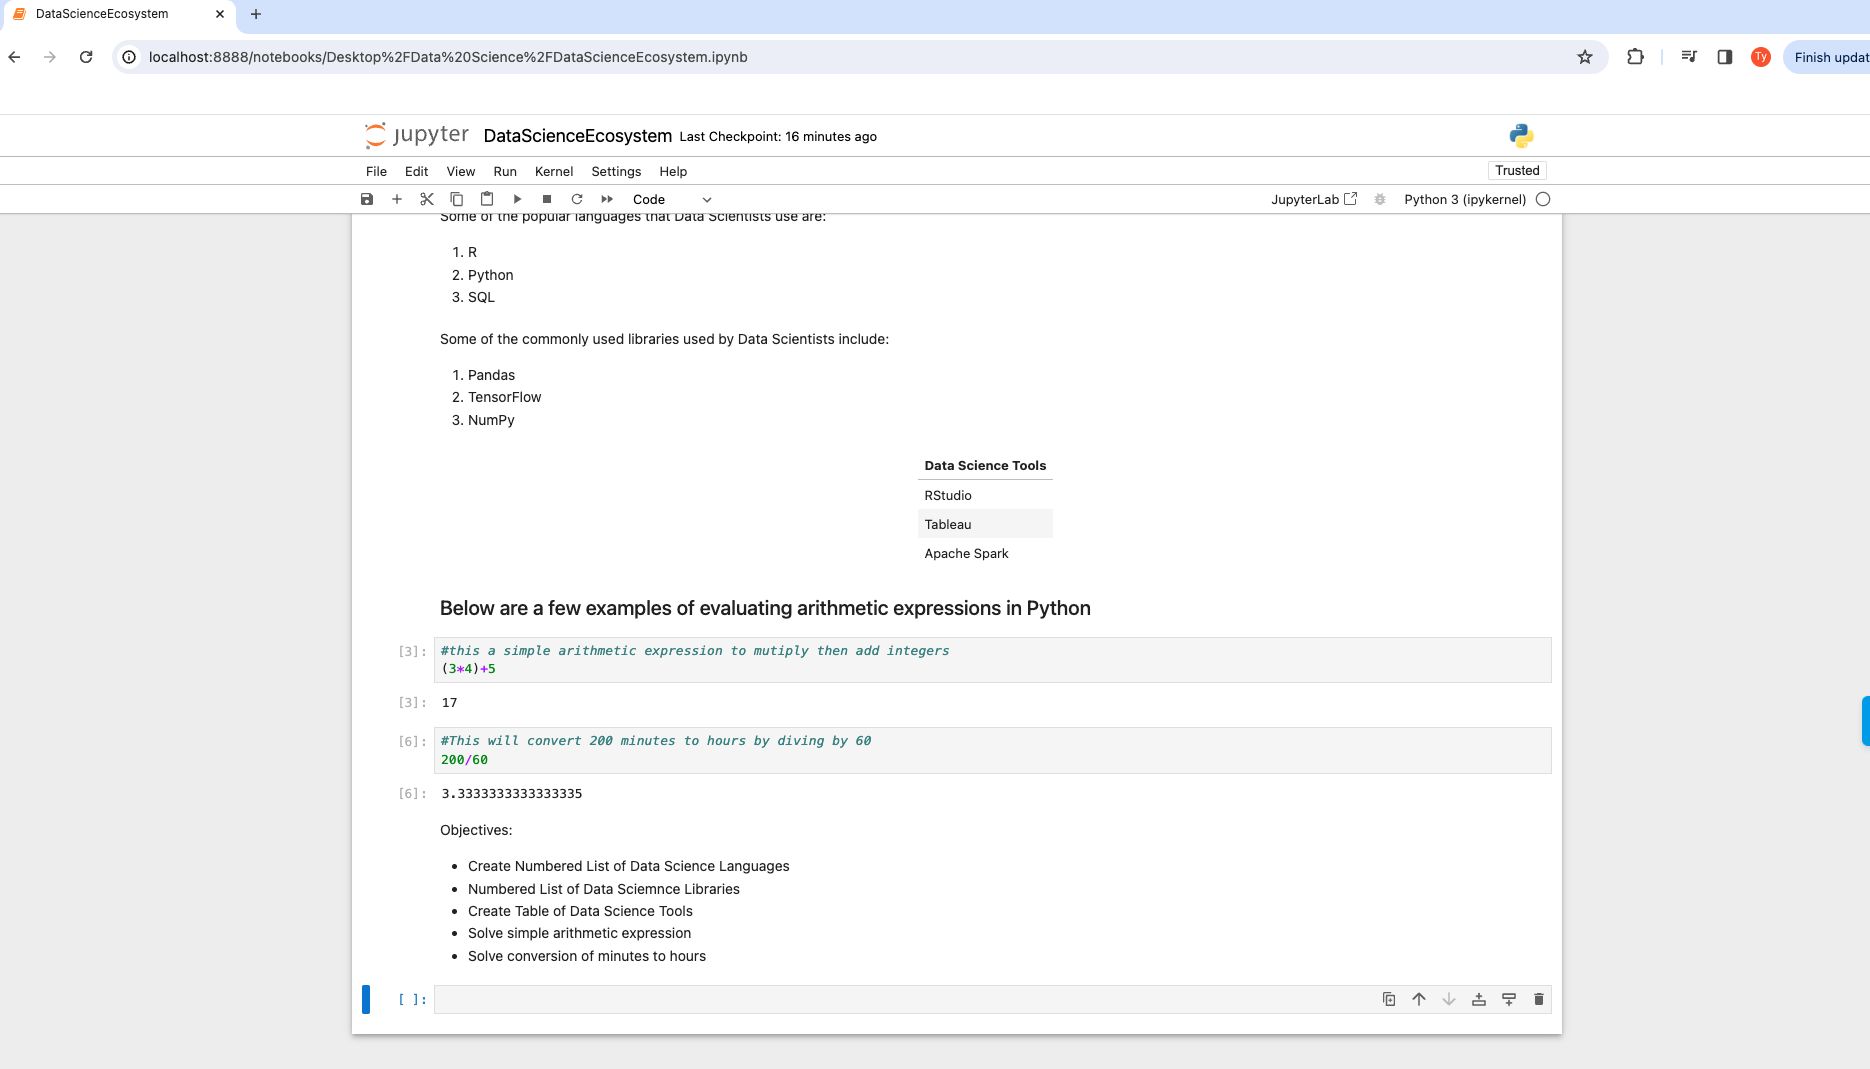 DataScienceEcosystem
localhost:8888/notebooks/Desktop%2FData%20Science%2FDataScienceEcosystem.ipynb
Ty
Finish updat
jupyter DataScienceEcosystem Last Checkpoint: 16 minutes ago
File Edit View Run Kernel Settings Help
Trusted
Code
JupyterLab
Python 3 (ipykernel)
Some of the popular languages that Data Scientists use are:
1. R
2. Python
3. SQL
Some of the commonly used libraries used by Data Scientists include:
1. Pandas
2. TensorFlow
3. NumPy
Data Science Tools
RStudio
Tableau
Apache Spark
Below are a few examples of evaluating arithmetic expressions in Python
[3]: #this a simple arithmetic expression to mutiply then add integers
(3*4)+5
[3]: 17
[6]: #This will convert 200 minutes to hours by diving by 60
200/60
[6]: 3.3333333333333335
Objectives:
• Create Numbered List of Data Science Languages
• Numbered List of Data Sciemnce Libraries
• Create Table of Data Science Tools
• Solve simple arithmetic expression
• Solve conversion of minutes to hours
[ ]: